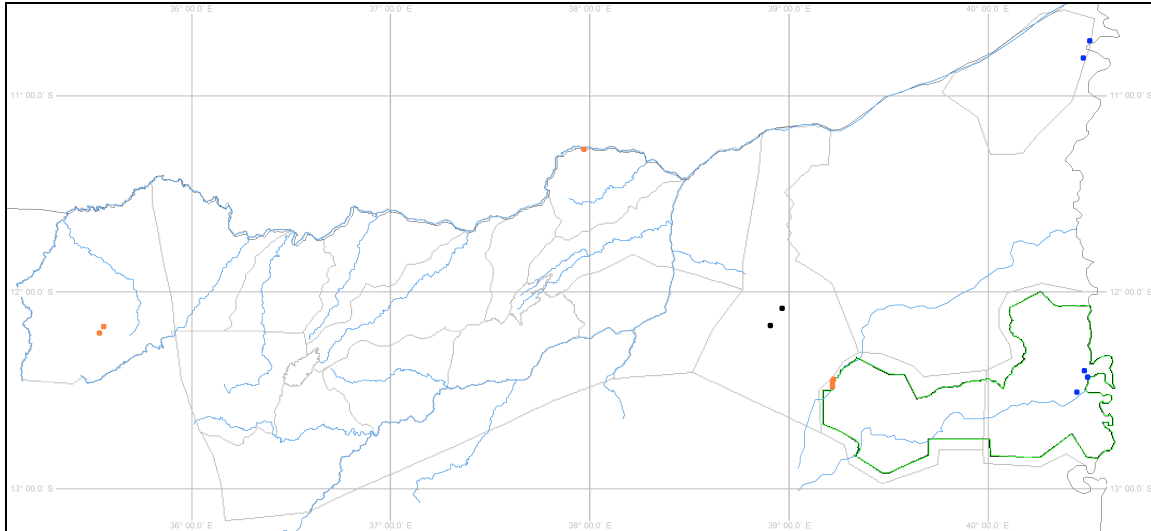 36° 00.0' E 37° 00.0' E 38° 00.0' E 39° 00.0' E 40° 00.0' E
11° 00.0' S 11° 00.0' S
12° 00.0' S 12° 00.0' S
13° 00.0' S 13° 00.0' S
36° 00.0' E 37° 00.0' E 38° 00.0' E 39° 00.0' E 40° 00.0' E